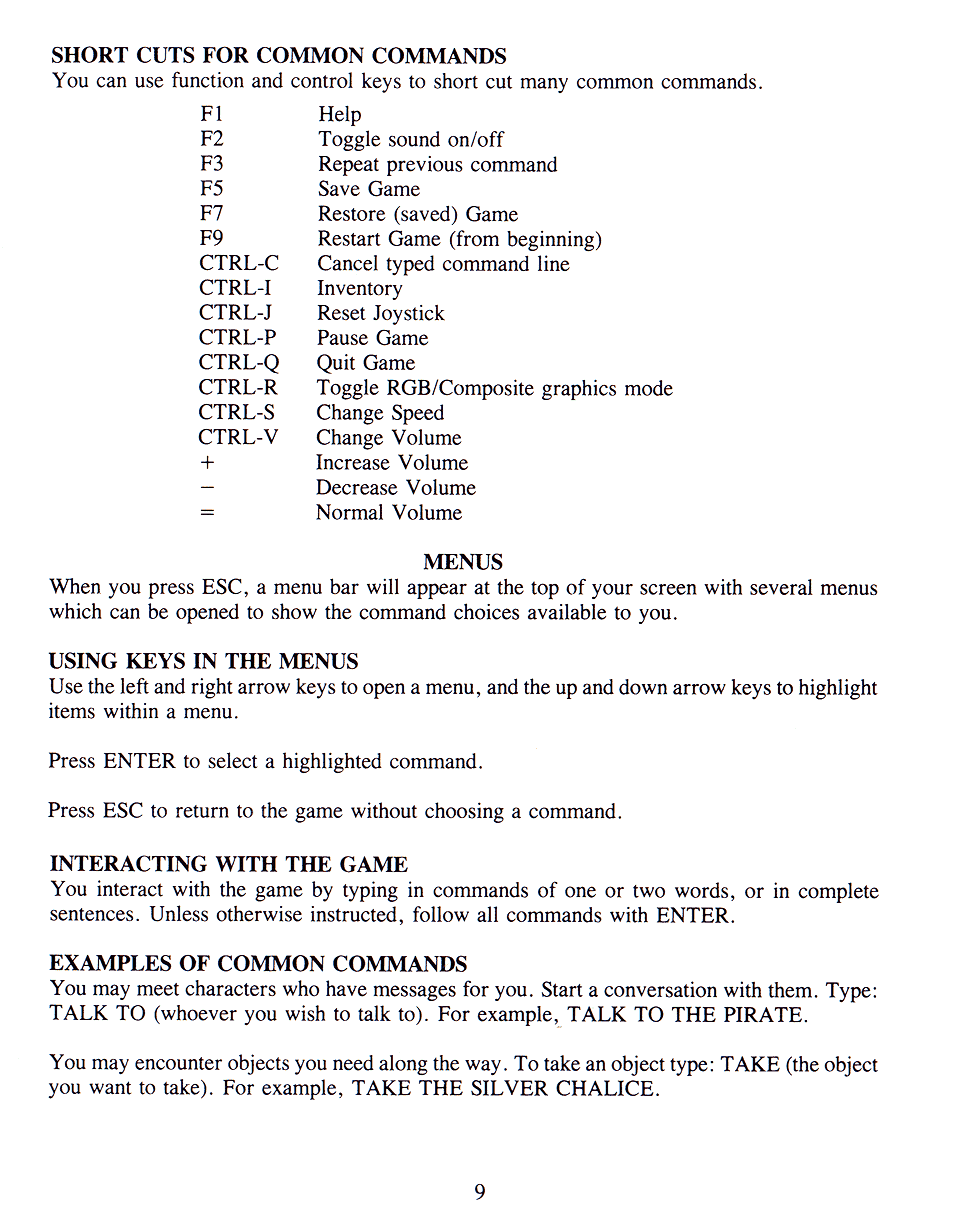 SHORT CUTS FOR COMMON COMMANDS
You can use function and control keys to short cut many common commands.
F1 Help
F2 Toggle sound on/off
F3 Repeat previous command
F5 Save Game
F7 Restore (saved) Game
F9 Restart Game (from beginning)
CTRL-C Cancel typed command line
CTRL-I Inventory
CTRL-J Reset Joystick
CTRL-P Pause Game
CTRL-Q Quit Game
CTRL-R Toggle RGB/Composite graphics mode
CTRL-S Change Speed
CTRL-V Change Volume
+ Increase Volume
− Decrease Volume
= Normal Volume
MENUS
When you press ESC, a menu bar will appear at the top of your screen with several menus
which can be opened to show the command choices available to you.
USING KEYS IN THE MENUS
Use the left and right arrow keys to open a menu, and the up and down arrow keys to highlight
items within a menu.
Press ENTER to select a highlighted command.
Press ESC to return to the game without choosing a command.
INTERACTING WITH THE GAME
You interact with the game by typing in commands of one or two words, or in complete
sentences. Unless otherwise instructed, follow all commands with ENTER.
EXAMPLES OF COMMON COMMANDS
You may meet characters who have messages for you. Start a conversation with them. Type:
TALK TO (whoever you wish to talk to). For example, TALK TO THE PIRATE.
You may encounter objects you need along the way. To take an object type: TAKE (the object
you want to take). For example, TAKE THE SILVER CHALICE.
9